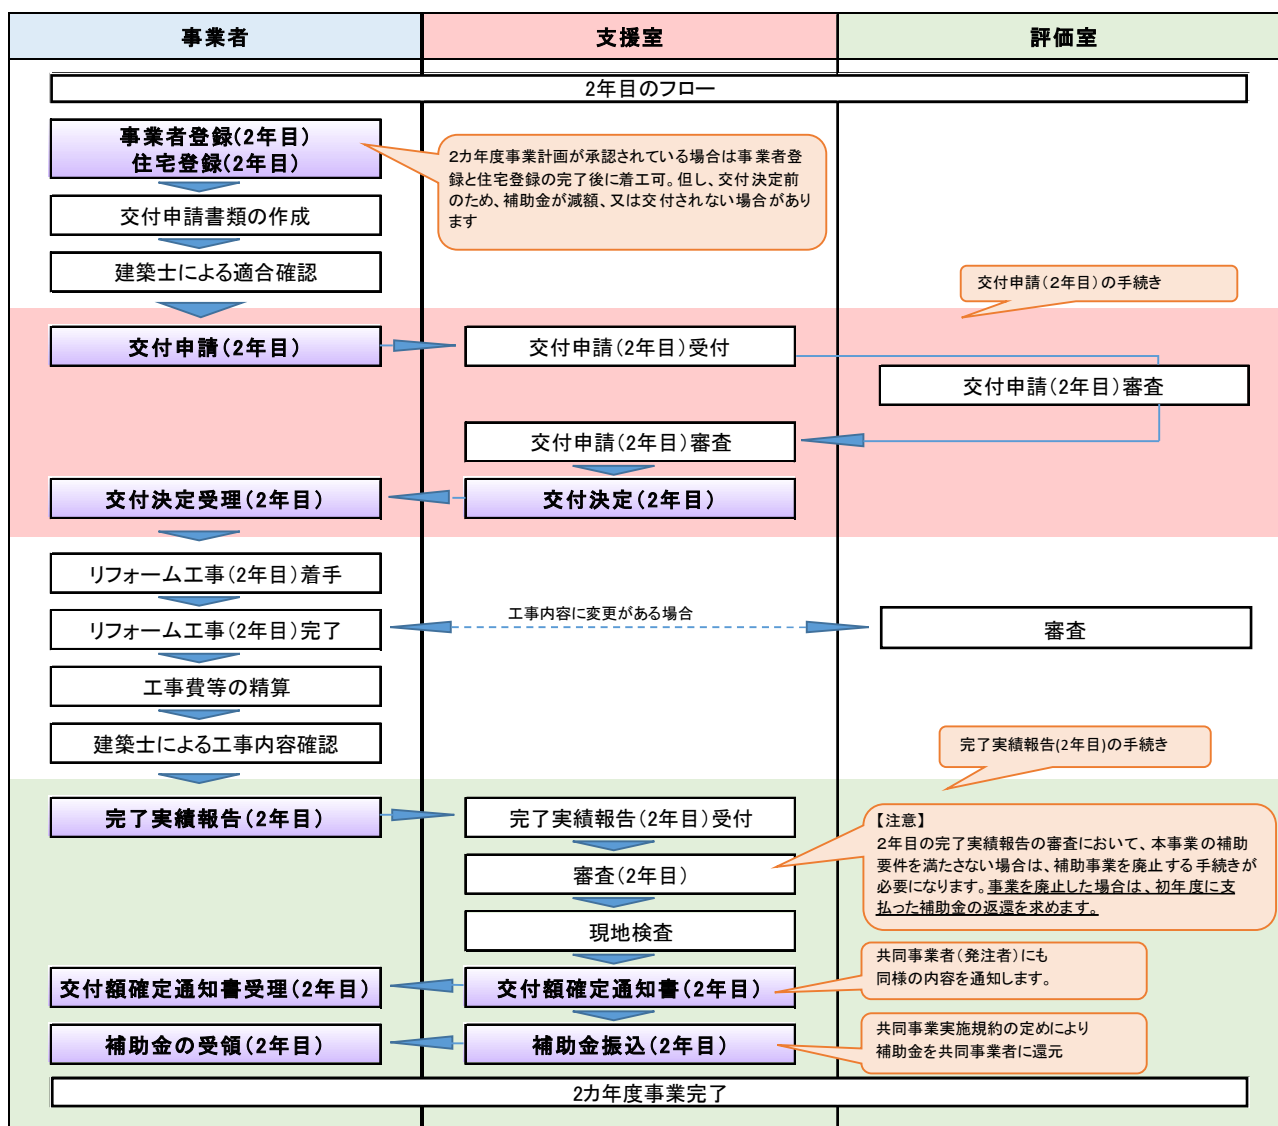 事業者
支援室
評価室
2年目のフロー
事業者登録(2年目)
住宅登録(2年目)
2カ年度事業計画が承認されている場合は事業者登
録と住宅登録の完了後に着工可。但し、交付決定前
のため、補助金が減額、又は交付されない場合があり
ます
交付申請書類の作成
建築士による適合確認
交付申請(2年目)の手続き
交付申請(2年目)
交付申請(2年目)受付
交付申請(2年目)審査
交付申請(2年目)審査
交付決定受理(2年目)
交付決定(2年目)
リフォーム工事(2年目)着手
工事内容に変更がある場合
リフォーム工事(2年目)完了
審査
工事費等の精算
建築士による工事内容確認
完了実績報告(2年目)の手続き
完了実績報告(2年目)
完了実績報告(2年目)受付
【注意】
2年目の完了実績報告の審査において、本事業の補助
要件を満たさない場合は、補助事業を廃止する手続きが
必要になります。事業を廃止した場合は、初年度に支
払った補助金の返還を求めます。
審査(2年目)
現地検査
共同事業者(発注者)にも
同様の内容を通知します。
交付額確定通知書受理(2年目)
交付額確定通知書(2年目)
共同事業実施規約の定めにより
補助金を共同事業者に還元
補助金の受領(2年目)
補助金振込(2年目)
2カ年度事業完了